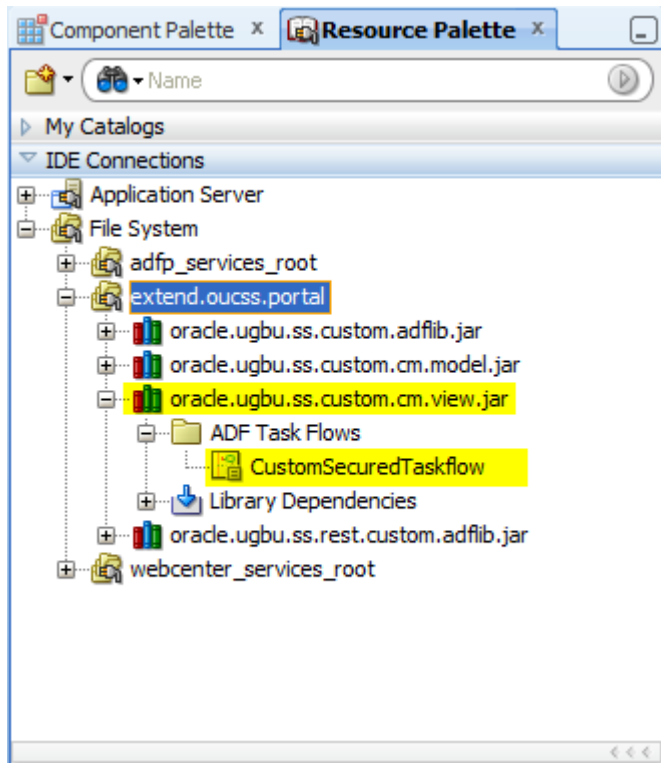 Component Palette x Resource Palette x
Name
My Catalogs
IDE Connections
Application Server
File System
adfp_services_root
extend.oucss.portal
oracle.ugbu.ss.custom.adflib.jar
oracle.ugbu.ss.custom.cm.model.jar
oracle.ugbu.ss.custom.cm.view.jar
ADF Task Flows
CustomSecuredTaskflow
Library Dependencies
oracle.ugbu.ss.rest.custom.adflib.jar
webcenter_services_root